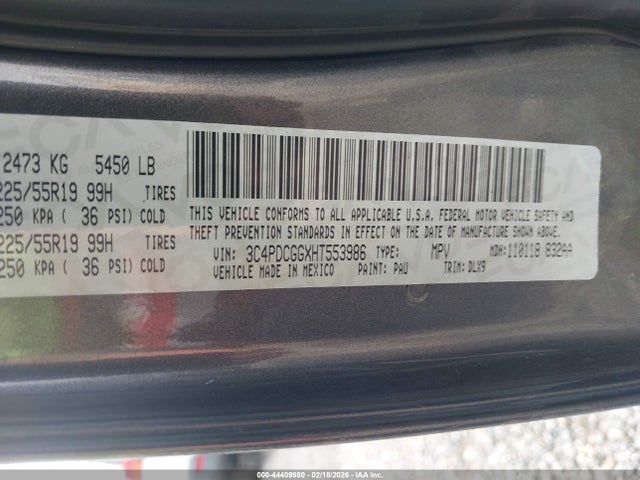 2473 KG 5450 LB
225/55R19 99H TIRES
250 KPA ( 36 PSI) COLD
225/55R19 99H TIRES
250 KPA ( 36 PSI) COLD
THIS VEHICLE CONFORMS TO ALL APPLICABLE U.S.A. FEDERAL MOTOR VEHICLE SAFETY AND
THEFT PREVENTION STANDARDS IN EFFECT ON THE DATE OF MANUFACTURE SHOWN ABOVE.
VIN: 3C4PDCGGXHT553986 TYPE: MPV MDH:110118 832AA
VEHICLE MADE IN MEXICO PAINT: PAU TRIM: DLX9
000-44409980 - 02/18/2026 - IAAI.COM